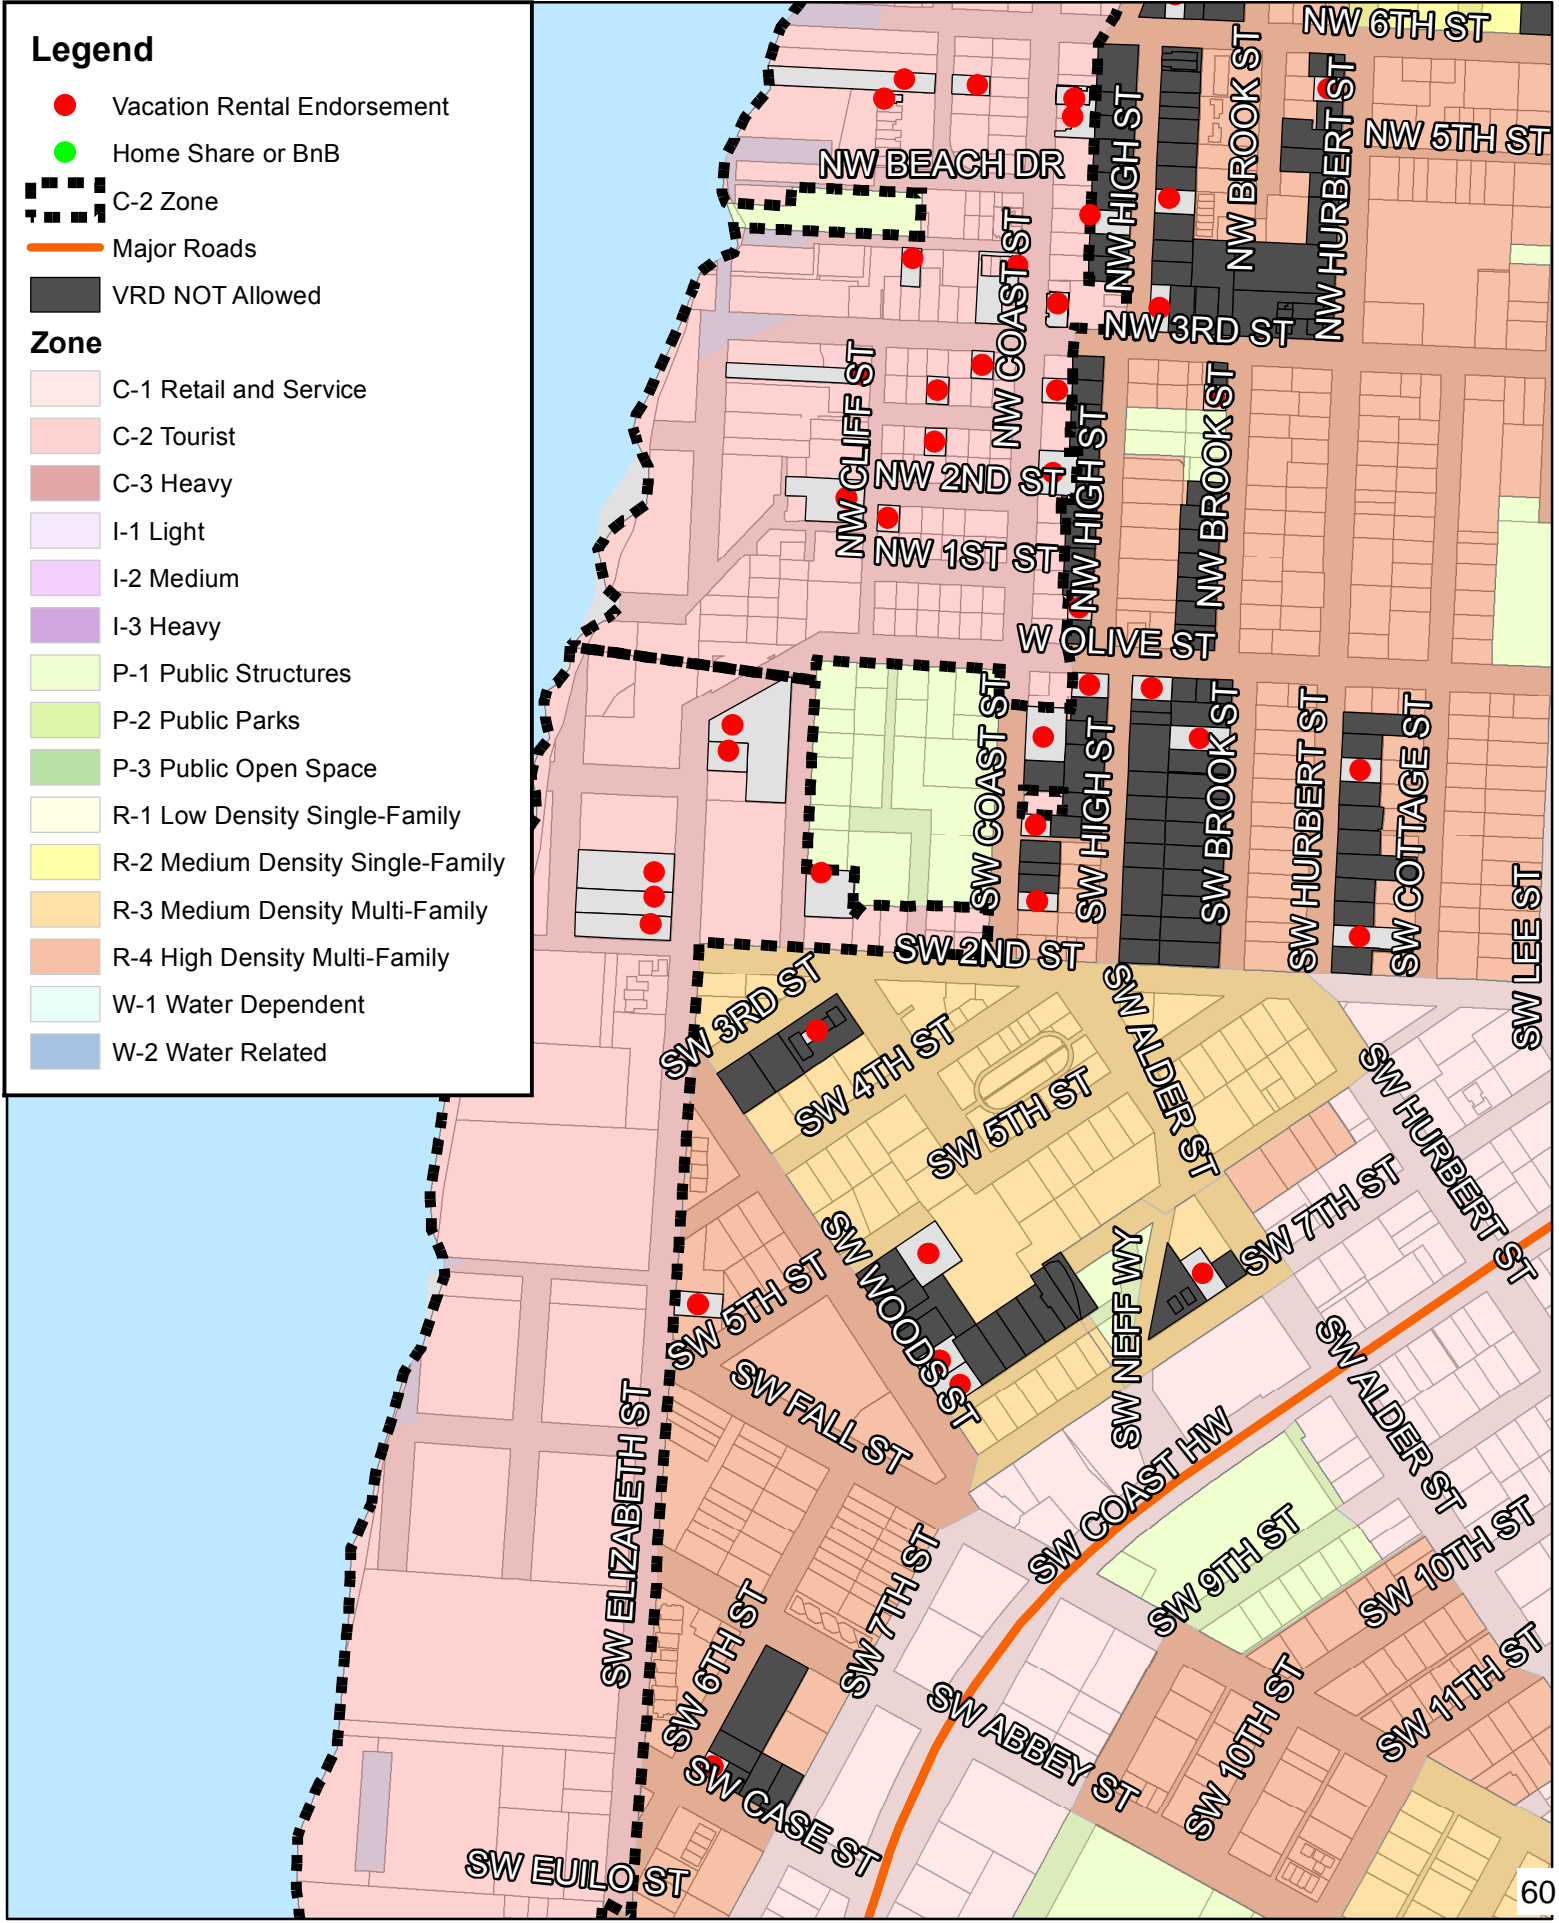 Legend
Vacation Rental Endorsement
Home Share or BnB
C-2 Zone
Major Roads
VRD NOT Allowed
Zone
C-1 Retail and Service
C-2 Tourist
C-3 Heavy
I-1 Light
I-2 Medium
I-3 Heavy
P-1 Public Structures
P-2 Public Parks
P-3 Public Open Space
R-1 Low Density Single-Family
R-2 Medium Density Single-Family
R-3 Medium Density Multi-Family
R-4 High Density Multi-Family
W-1 Water Dependent
W-2 Water Related
NW 6TH ST
NW 5TH ST
NW BEACH DR
NW HIGH ST
NW BROOK ST
NW HURBERT ST
NW COAST ST
NW 3RD ST
NW CLIFF ST
NW 2ND ST
NW HIGH ST
NW BROOK ST
NW 1ST ST
W OLIVE ST
SW COAST ST
SW HIGH ST
SW BROOK ST
SW HURBERT ST
SW COTTAGE ST
SW LEE ST
SW 2ND ST
SW 3RD ST
SW 4TH ST
SW 5TH ST
SW ALDER ST
SW HURBERT ST
SW 7TH ST
SW WOODS ST
SW NEFF WY
SW 5TH ST
SW FALL ST
SW ALDER ST
SW COAST HW
SW ELIZABETH ST
SW 9TH ST
SW 10TH ST
SW 7TH ST
SW 6TH ST
SW 11TH ST
SW 10TH ST
SW ABBEY ST
SW CASE ST
SW EUILO ST
60